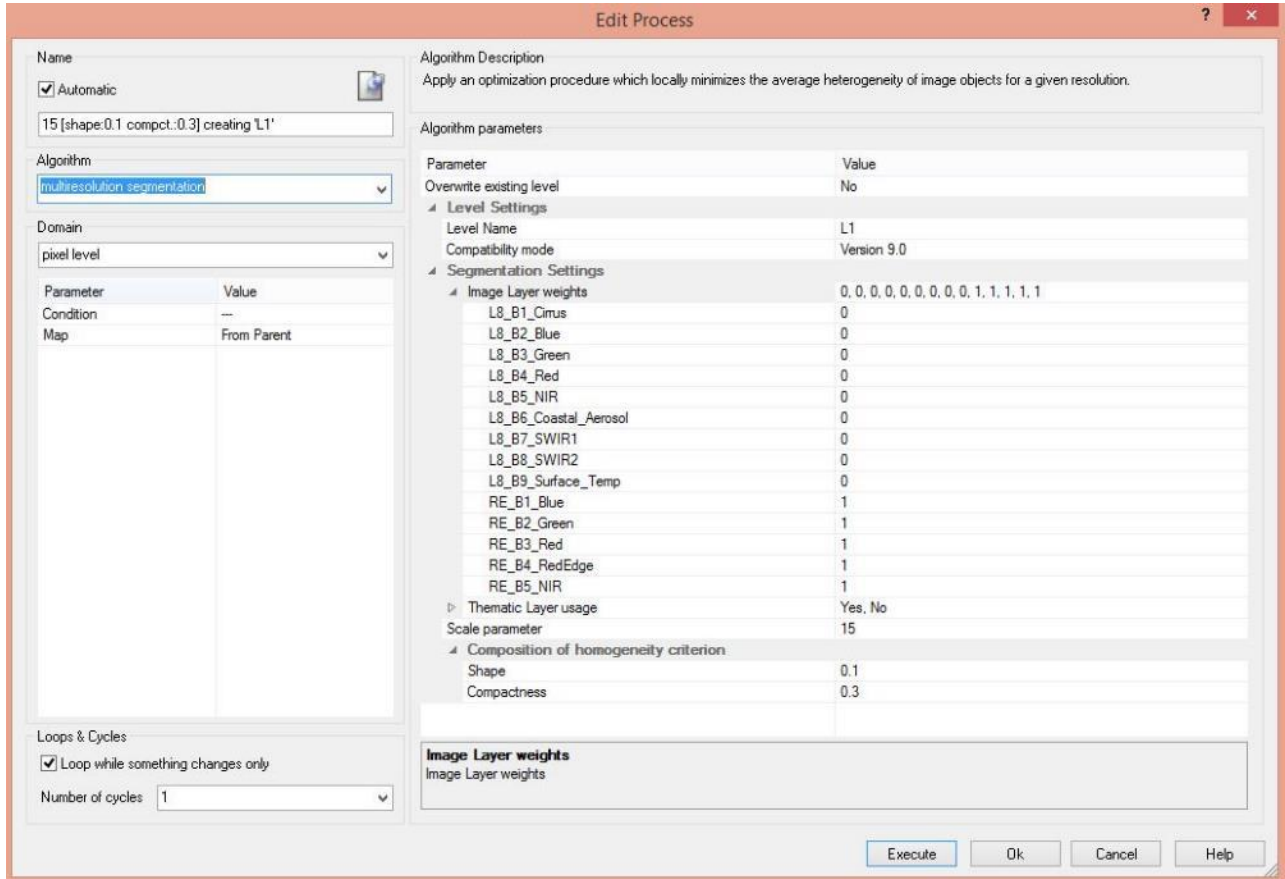 Edit Process
?
Name
Automatic
15 [shape:0.1 compct.:0.3] creating 'L1'
Algorithm
multiresolution segmentation
Domain
pixel level
Parameter Value
Condition ---
Map From Parent
Loops & Cycles
Loop while something changes only
Number of cycles 1
Algorithm Description
Apply an optimization procedure which locally minimizes the average heterogeneity of image objects for a given resolution.
Algorithm parameters
Parameter Value
Overwrite existing level No
Level Settings
Level Name L1
Compatibility mode Version 9.0
Segmentation Settings
Image Layer weights 0, 0, 0, 0, 0, 0, 0, 0, 0, 1, 1, 1, 1, 1
L8_B1_Cirrus 0
L8_B2_Blue 0
L8_B3_Green 0
L8_B4_Red 0
L8_B5_NIR 0
L8_B6_Coastal_Aerosol 0
L8_B7_SWIR1 0
L8_B8_SWIR2 0
L8_B9_Surface_Temp 0
RE_B1_Blue 1
RE_B2_Green 1
RE_B3_Red 1
RE_B4_RedEdge 1
RE_B5_NIR 1
Thematic Layer usage Yes, No
Scale parameter 15
Composition of homogeneity criterion
Shape 0.1
Compactness 0.3
Image Layer weights
Image Layer weights
Execute Ok Cancel Help